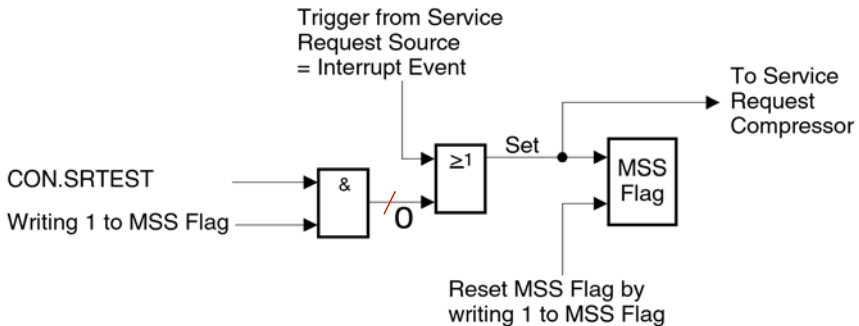 Trigger from Service
Request Source
= Interrupt Event
To Service
Request
Compressor
Set
≥1
MSS
Flag
CON.SRTEST
&
Writing 1 to MSS Flag
0
Reset MSS Flag by
writing 1 to MSS Flag